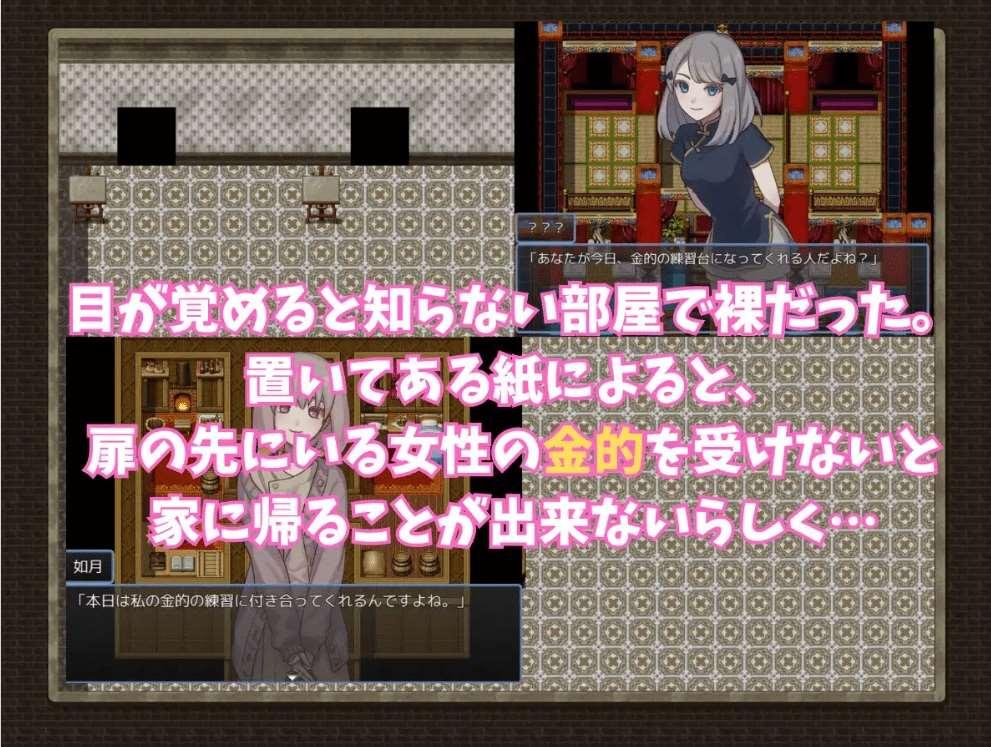 ???
「あなたが今日、金的の練習台になってくれる人だよね?」
目が覚めると知らない部屋で裸だった。
置いてある紙によると、
扉の先にいる女性の金的を受けないと
家に帰ることが出来ないらしく…
如月
「本日は私の金的の練習に付き合ってくれるんですよね。」